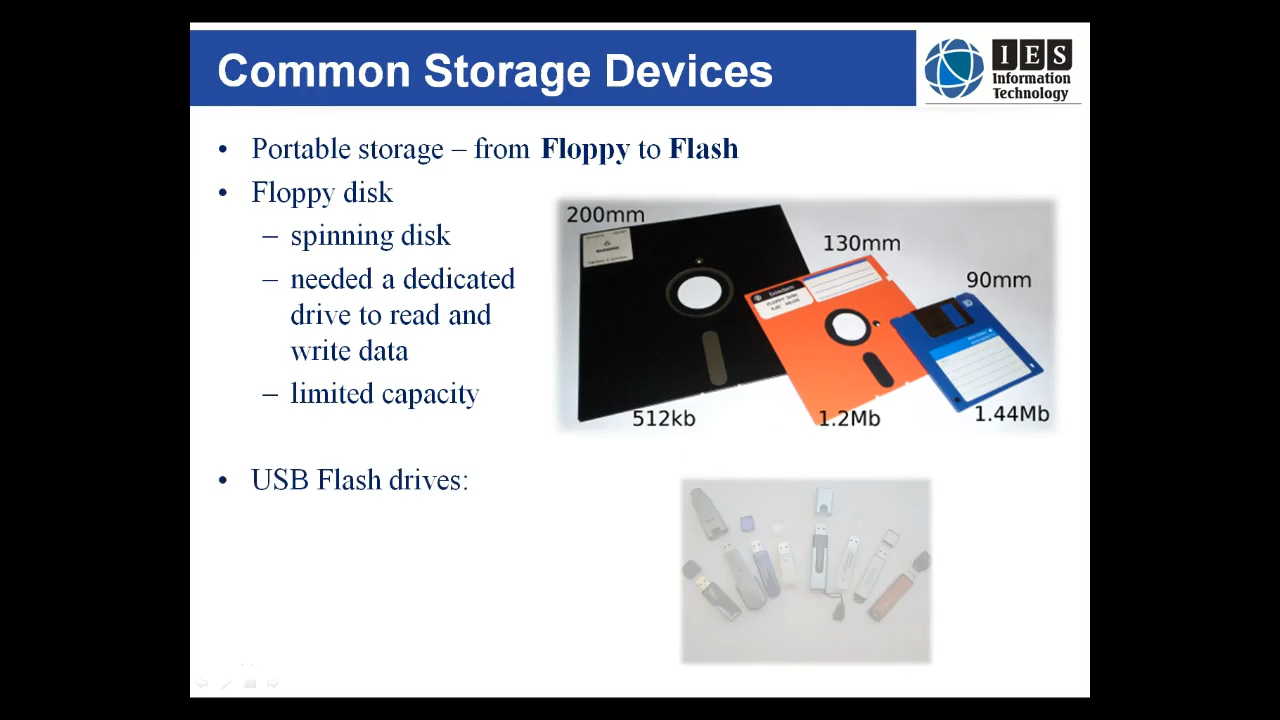 Common Storage Devices
IES
Information
Technology
• Portable storage – from Floppy to Flash
• Floppy disk
– spinning disk
– needed a dedicated
drive to read and
write data
– limited capacity
200mm
130mm
90mm
512kb
1.2Mb
1.44Mb
• USB Flash drives: